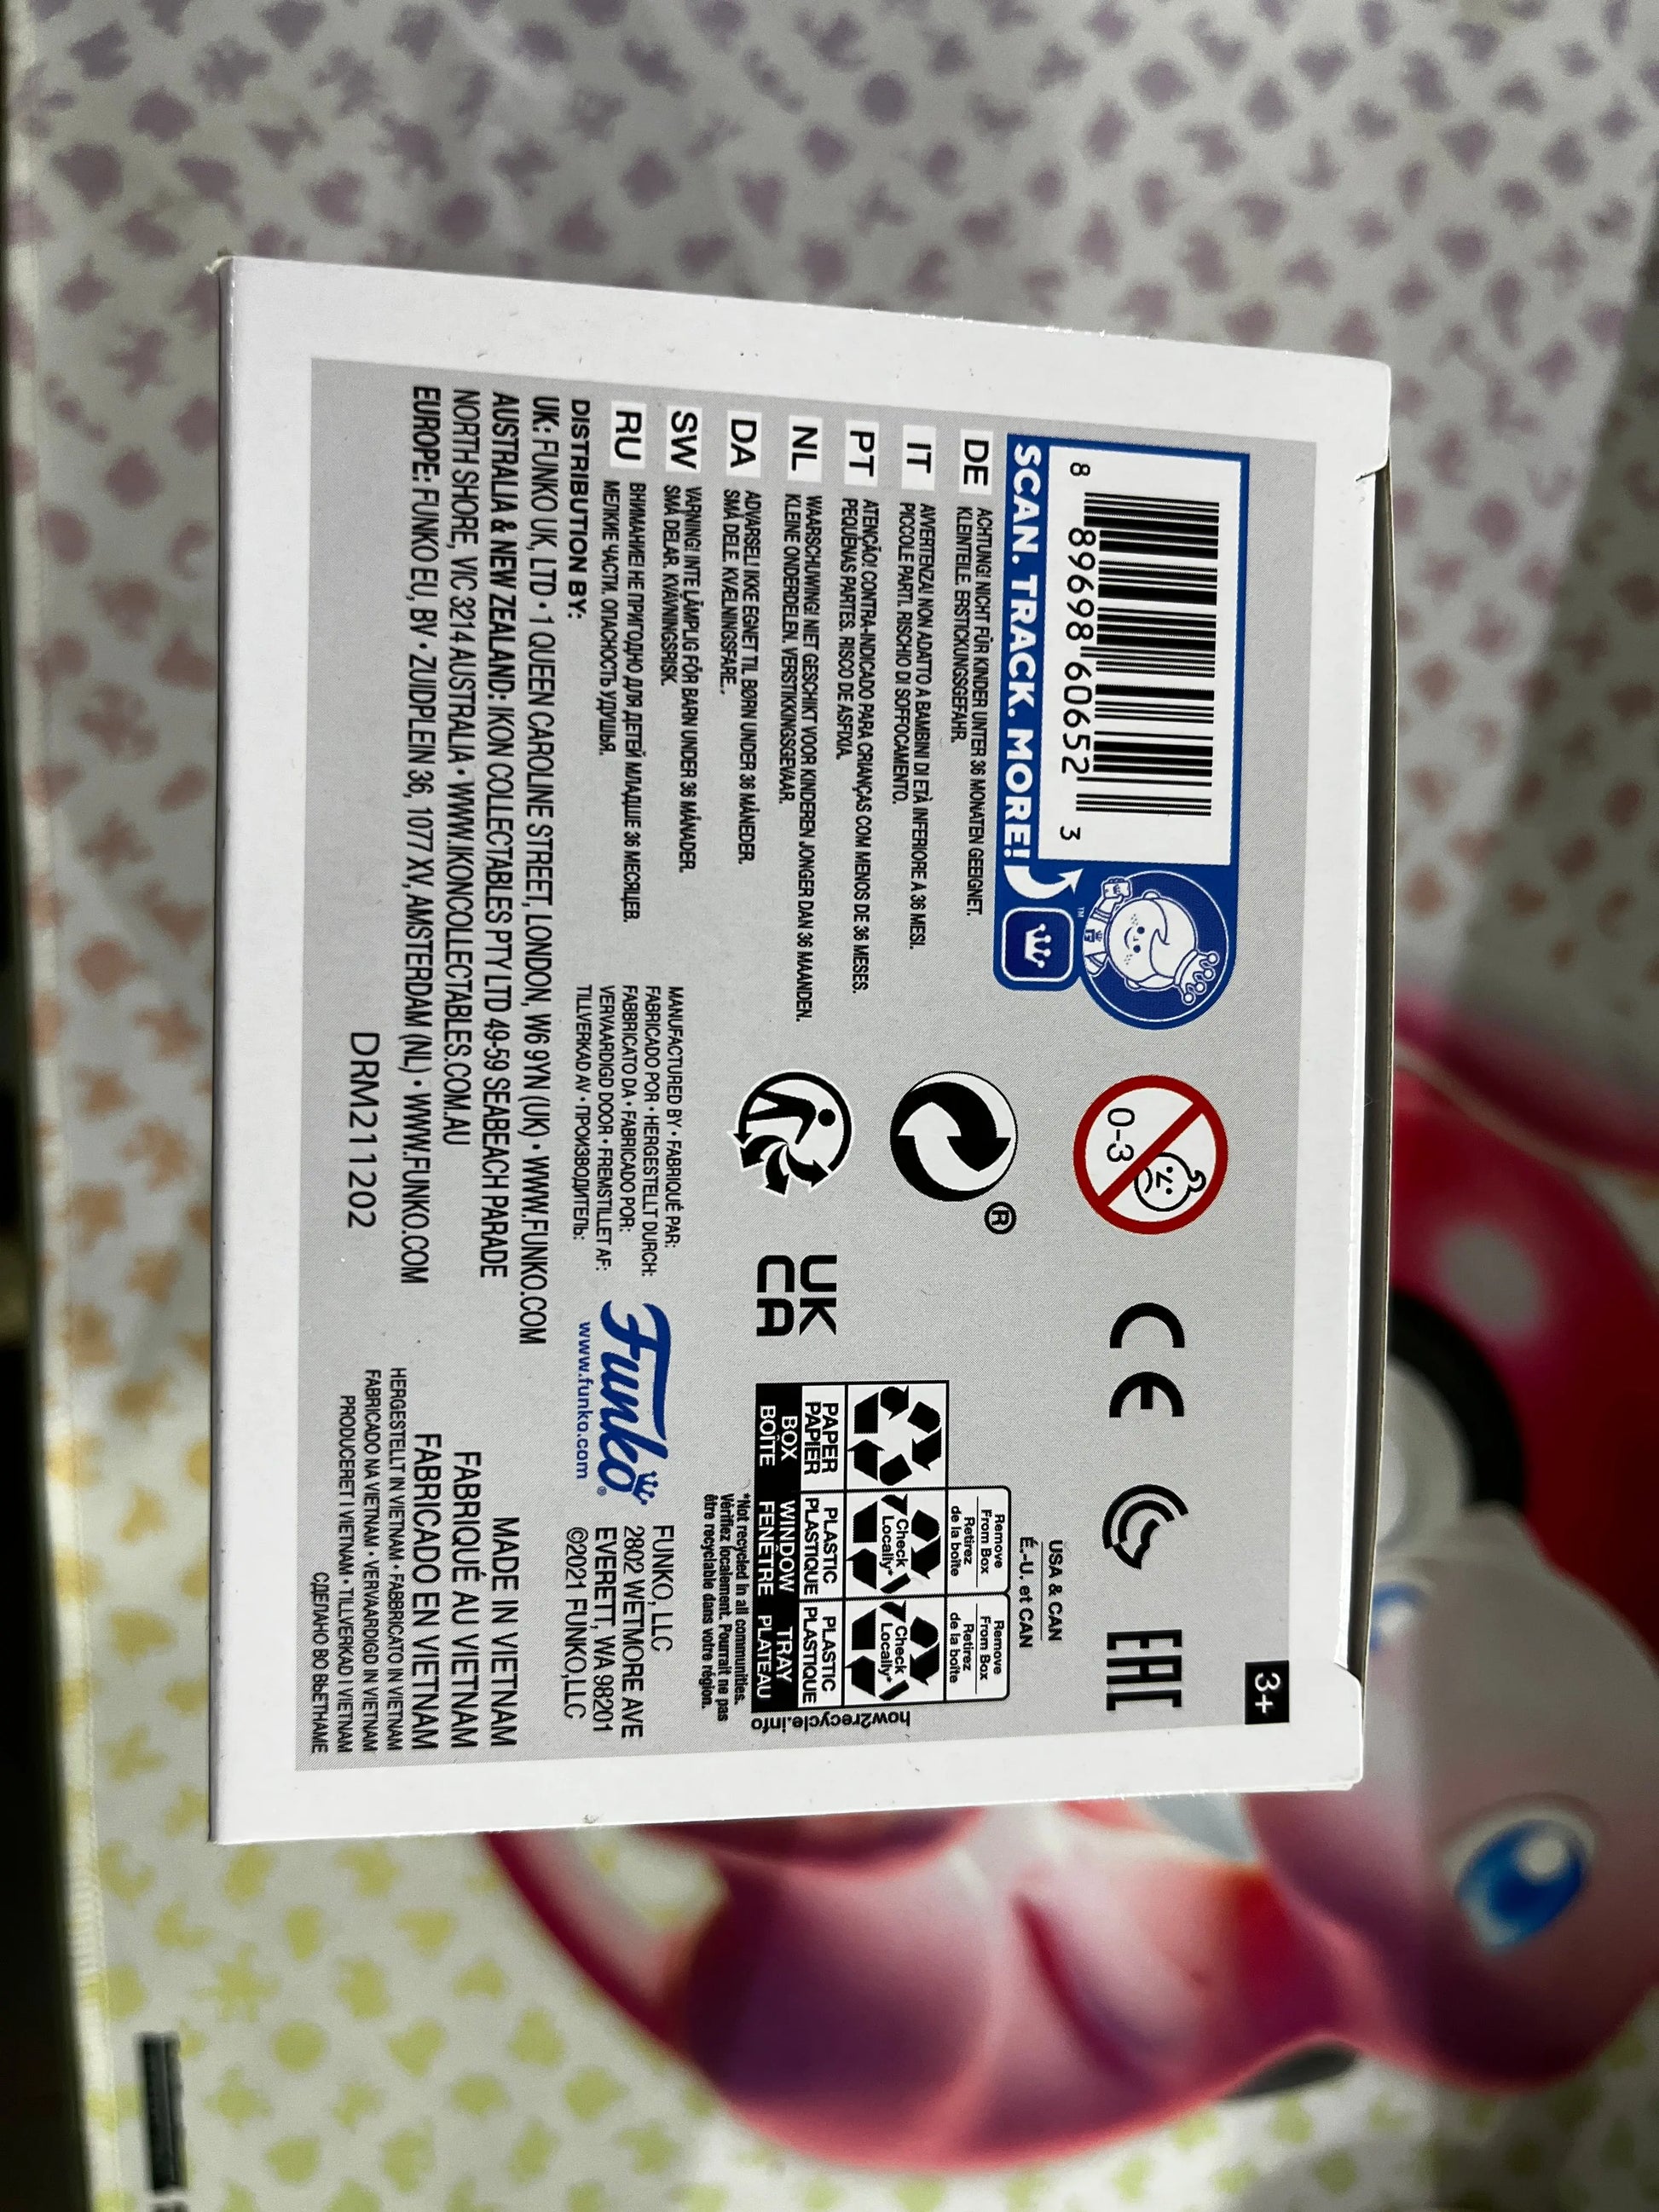 3+
8 89698 60652 3
SCAN. TRACK. MORE!
™
0-3
CE
EAC
DE ACHTUNG! NICHT FÜR KINDER UNTER 36 MONATEN GEEIGNET.
KLEINTEILE. ERSTICKUNGSGEFAHR.
IT AVVERTENZA! NON ADATTO A BAMBINI DI ETÀ INFERIORE A 36 MESI.
PICCOLE PARTI. RISCHIO DI SOFFOCAMENTO.
PT ATENÇÃO! CONTRA-INDICADO PARA CRIANÇAS COM MENOS DE 36 MESES.
PEQUENAS PARTES. RISCO DE ASFIXIA.
NL WAARSCHUWING! NIET GESCHIKT VOOR KINDEREN JONGER DAN 36 MAANDEN.
KLEINE ONDERDELEN. VERSTIKKINGSGEVAAR.
DA ADVARSEL! IKKE EGNET TIL BØRN UNDER 36 MÅNEDER.
SMÅ DELE. KVÆLNINGSFARE..
SW VARNING! INTE LÄMPLIG FÖR BARN UNDER 36 MÅNADER.
SMÅ DELAR. KVÄVNINGSRISK.
RU ВНИМАНИЕ! НЕ ПРИГОДНО ДЛЯ ДЕТЕЙ МЛАДШЕ 36 МЕСЯЦЕВ.
МЕЛКИЕ ЧАСТИ. ОПАСНОСТЬ УДУШЬЯ.
®
UK
CA
USA & CAN
É.-U. et CAN
Remove From Box
Retirez de la boîte
Remove From Box
Retirez de la boîte
Check Locally*
Check Locally*
PAPER PLASTIC PLASTIC
PAPIER PLASTIQUE PLASTIQUE
BOX WINDOW TRAY
BOÎTE FENÊTRE PLATEAU
how2recycle.info
*Not recycled in all communities.
Vérifiez localement. Pourrait ne pas
être recyclable dans votre région.
MANUFACTURED BY • FABRIQUÉ PAR:
FABRICADO POR • HERGESTELLT DURCH:
FABBRICATO DA • FABRICADO POR:
VERVAARDIGD DOOR • FREMSTILLET AF:
TILLVERKAD AV • ПРОИЗВОДИТЕЛЬ:
Funko®
www.funko.com
FUNKO, LLC
2802 WETMORE AVE
EVERETT, WA 98201
©2021 FUNKO,LLC
DISTRIBUTION BY:
UK: FUNKO UK, LTD • 1 QUEEN CAROLINE STREET, LONDON, W6 9YN (UK) • WWW.FUNKO.COM
AUSTRALIA & NEW ZEALAND: IKON COLLECTABLES PTY LTD 49-59 SEABEACH PARADE
NORTH SHORE, VIC 3214 AUSTRALIA • WWW.IKONCOLLECTABLES.COM.AU
EUROPE: FUNKO EU, BV • ZUIDPLEIN 36, 1077 XV, AMSTERDAM (NL) • WWW.FUNKO.COM
DRM211202
MADE IN VIETNAM
FABRIQUÉ AU VIETNAM
FABRICADO EN VIETNAM
HERGESTELLT IN VIETNAM • FABBRICATO IN VIETNAM
FABRICADO NA VIETNAM • VERVAARDIGD IN VIETNAM
PRODUCERET I VIETNAM • TILLVERKAD I VIETNAM
СДЕЛАНО ВО ВЬЕТНАМЕ